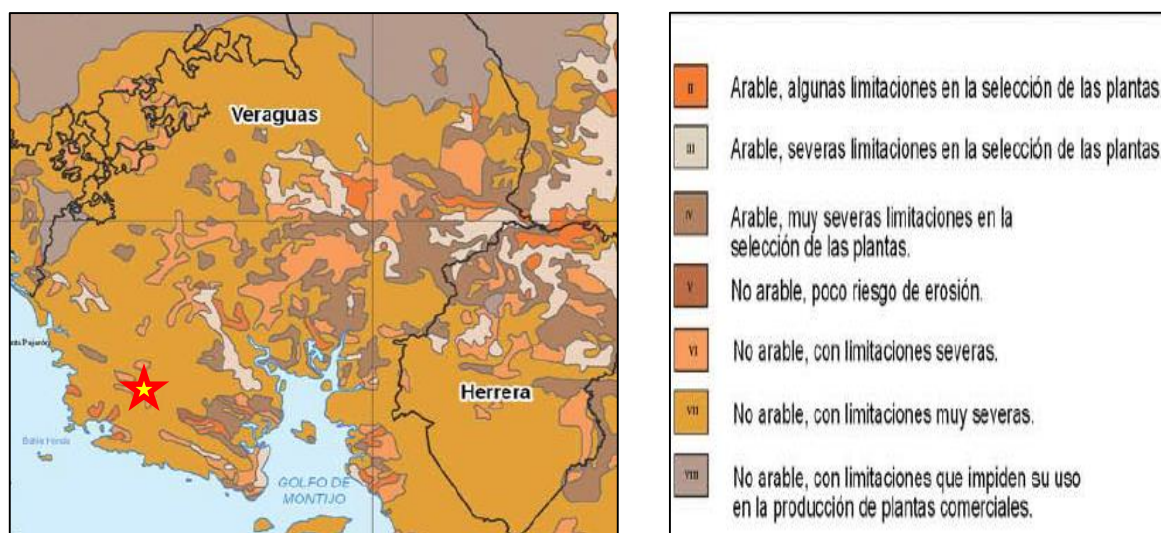 Veraguas
Herrera
Bahía Honda
GOLFO DE
MONTIJO
II
Arable, algunas limitaciones en la selección de las plantas
III
Arable, severas limitaciones en la selección de las plantas.
IV
Arable, muy severas limitaciones en la
selección de las plantas.
V
No arable, poco riesgo de erosión.
VI
No arable, con limitaciones severas.
VII
No arable, con limitaciones muy severas.
VIII
No arable, con limitaciones que impiden su uso
en la producción de plantas comerciales.